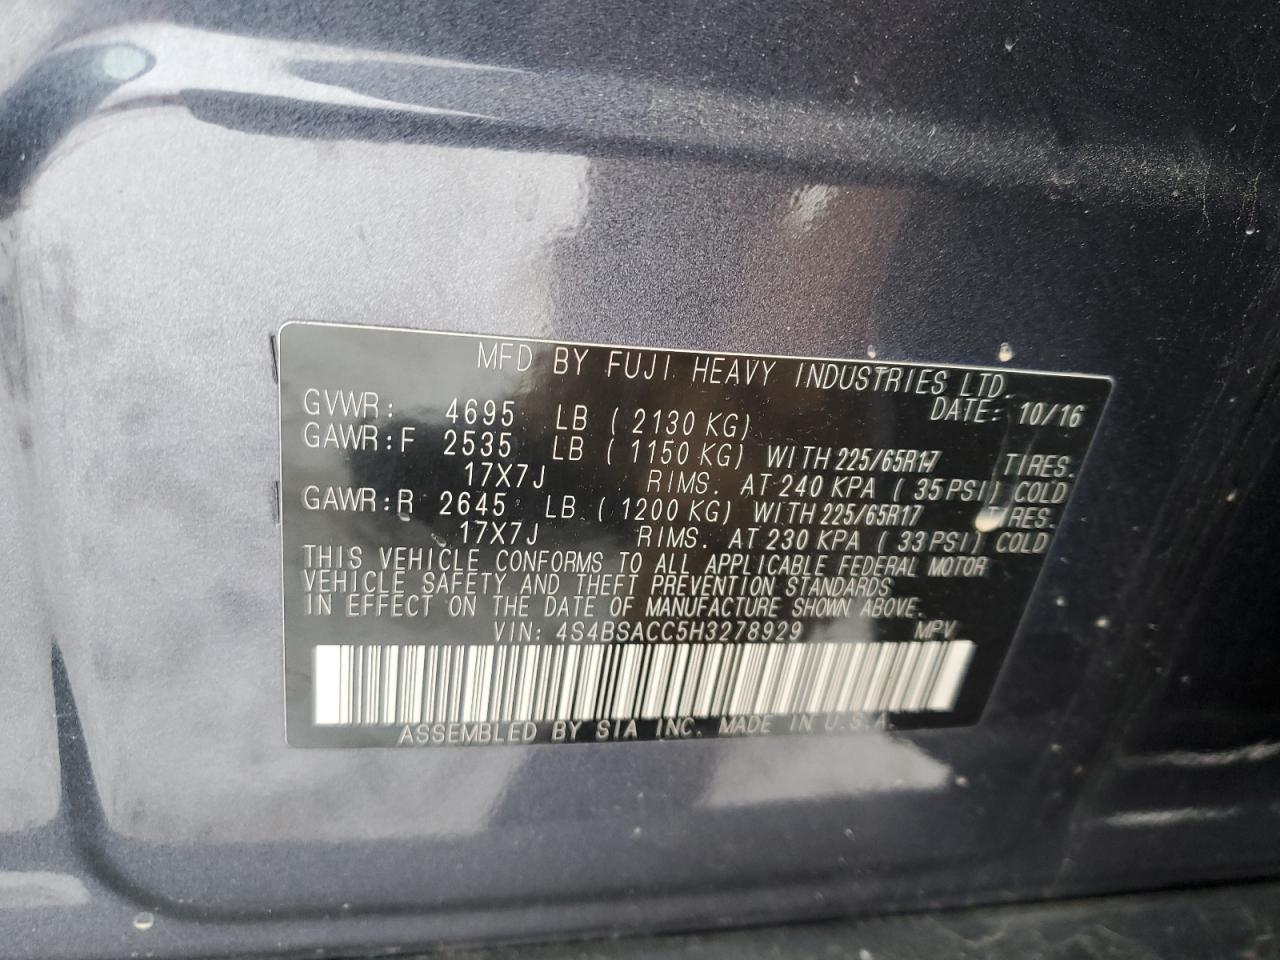 MFD BY FUJI HEAVY INDUSTRIES LTD.
DATE: 10/16
GVWR: 4695 LB ( 2130 KG)
GAWR:F 2535 LB ( 1150 KG) WITH 225/65R17 TIRES.
17X7J RIMS. AT 240 KPA ( 35 PSI) COLD
GAWR:R 2645 LB ( 1200 KG) WITH 225/65R17 TIRES.
17X7J RIMS. AT 230 KPA ( 33 PSI) COLD
THIS VEHICLE CONFORMS TO ALL APPLICABLE FEDERAL MOTOR
VEHICLE SAFETY AND THEFT PREVENTION STANDARDS
IN EFFECT ON THE DATE OF MANUFACTURE SHOWN ABOVE.
VIN: 4S4BSACC5H3278929 MPV
ASSEMBLED BY SIA INC. MADE IN U.S.A.